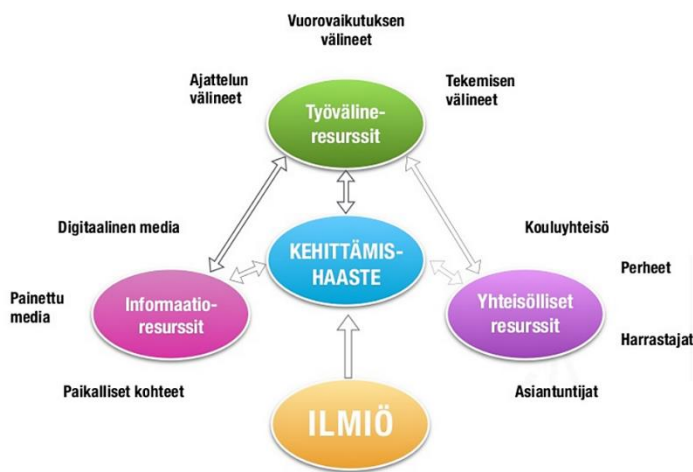 Vuorovaikutuksen
välineet
Ajattelun
välineet
Tekemisen
välineet
Työväline-
resurssit
Digitaalinen media
Kouluyhteisö
KEHITTÄMIS-
HAASTE
Perheet
Painettu
media
Informaatio-
resurssit
Yhteisölliset
resurssit
Harrastajat
Paikalliset kohteet
Asiantuntijat
ILMIÖ